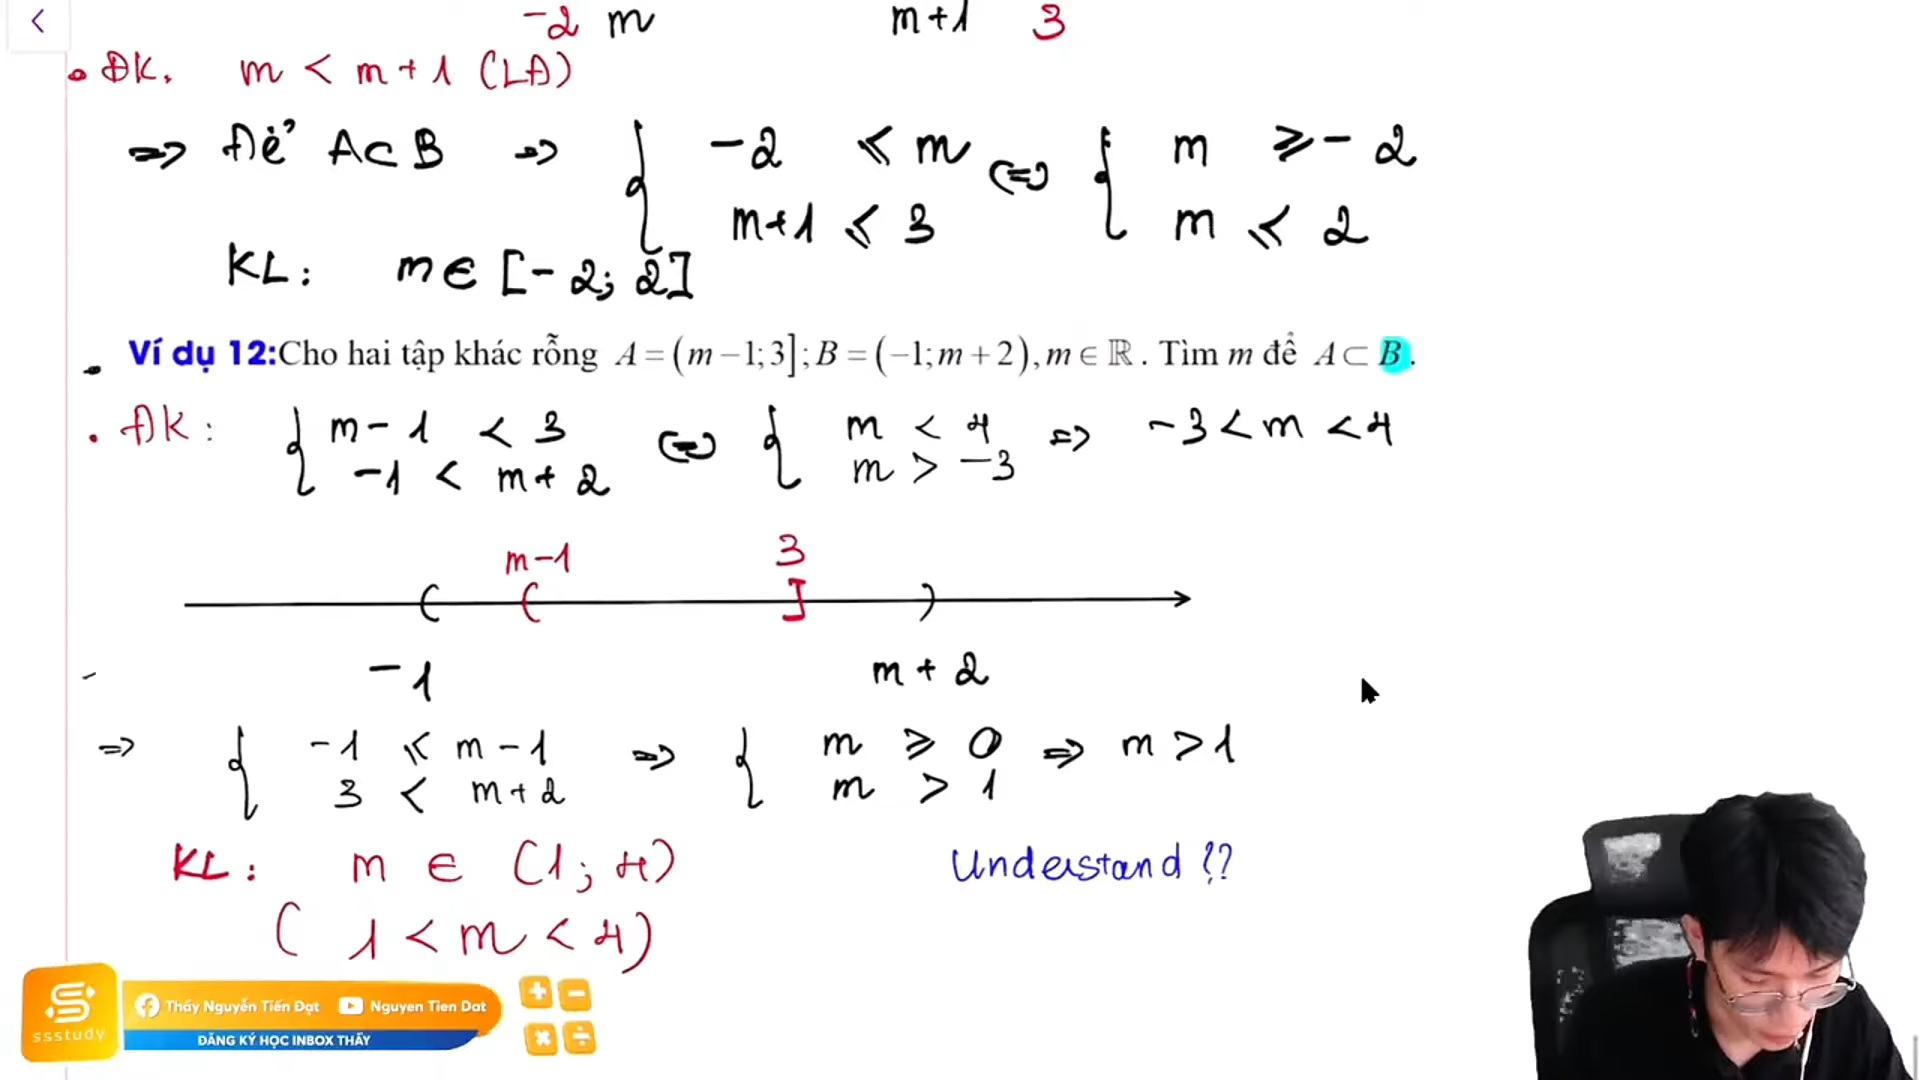 -2 m m+1 3
• ĐK. m < m+1 (LĐ)
=> Để A⊂B => { -2 ⩽ m <=> { m ⩾ -2
m+1 ⩽ 3 m ⩽ 2
KL: m ∈ [-2; 2]
Ví dụ 12: Cho hai tập khác rỗng A = (m−1;3]; B = (−1;m+2), m∈ℝ. Tìm m để A ⊂ B.
• ĐK: { m-1 < 3 <=> { m < 4 => -3 < m < 4
-1 < m+2 m > -3
m-1 3
( ( ] )
-1 m+2
=> { -1 ⩽ m-1 => { m ⩾ 0 => m > 1
3 < m+2 m > 1
KL: m ∈ (1; 4) Understand !?
( 1 < m < 4)
Thầy Nguyễn Tiến Đạt Nguyen Tien Dat
ssstudy
ĐĂNG KÝ HỌC INBOX THẦY